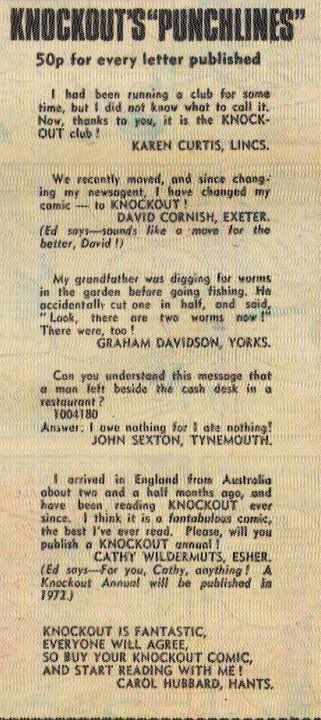 KNOCKOUT'S "PUNCHLINES"
50p for every letter published
I had been running a club for some
time, but I did not know what to call it.
Now, thanks to you, it is the KNOCK-
OUT club!
KAREN CURTIS, LINCS.
We recently moved, and since chang-
ing my newsagent, I have changed my
comic — to KNOCKOUT!
DAVID CORNISH, EXETER.
(Ed says—sounds like a move for the
better, David!)
My grandfather was digging for worms
in the garden before going fishing. He
accidentally cut one in half, and said,
"Look, there are two worms now!"
There were, too!
GRAHAM DAVIDSON, YORKS.
Can you understand this message that
a man left beside the cash desk in a
restaurant?
1004180
Answer: I owe nothing for I ate nothing!
JOHN SEXTON, TYNEMOUTH.
I arrived in England from Australia
about two and a half months ago, and
have been reading KNOCKOUT ever
since. I think it is a fantabulous comic,
the best I've ever read. Please, will you
publish a KNOCKOUT annual!
CATHY WILDERMUTS, ESHER.
(Ed says—For you, Cathy, anything! A
Knockout Annual will be published in
1972.)
KNOCKOUT IS FANTASTIC,
EVERYONE WILL AGREE,
SO BUY YOUR KNOCKOUT COMIC,
AND START READING WITH ME!
CAROL HUBBARD, HANTS.